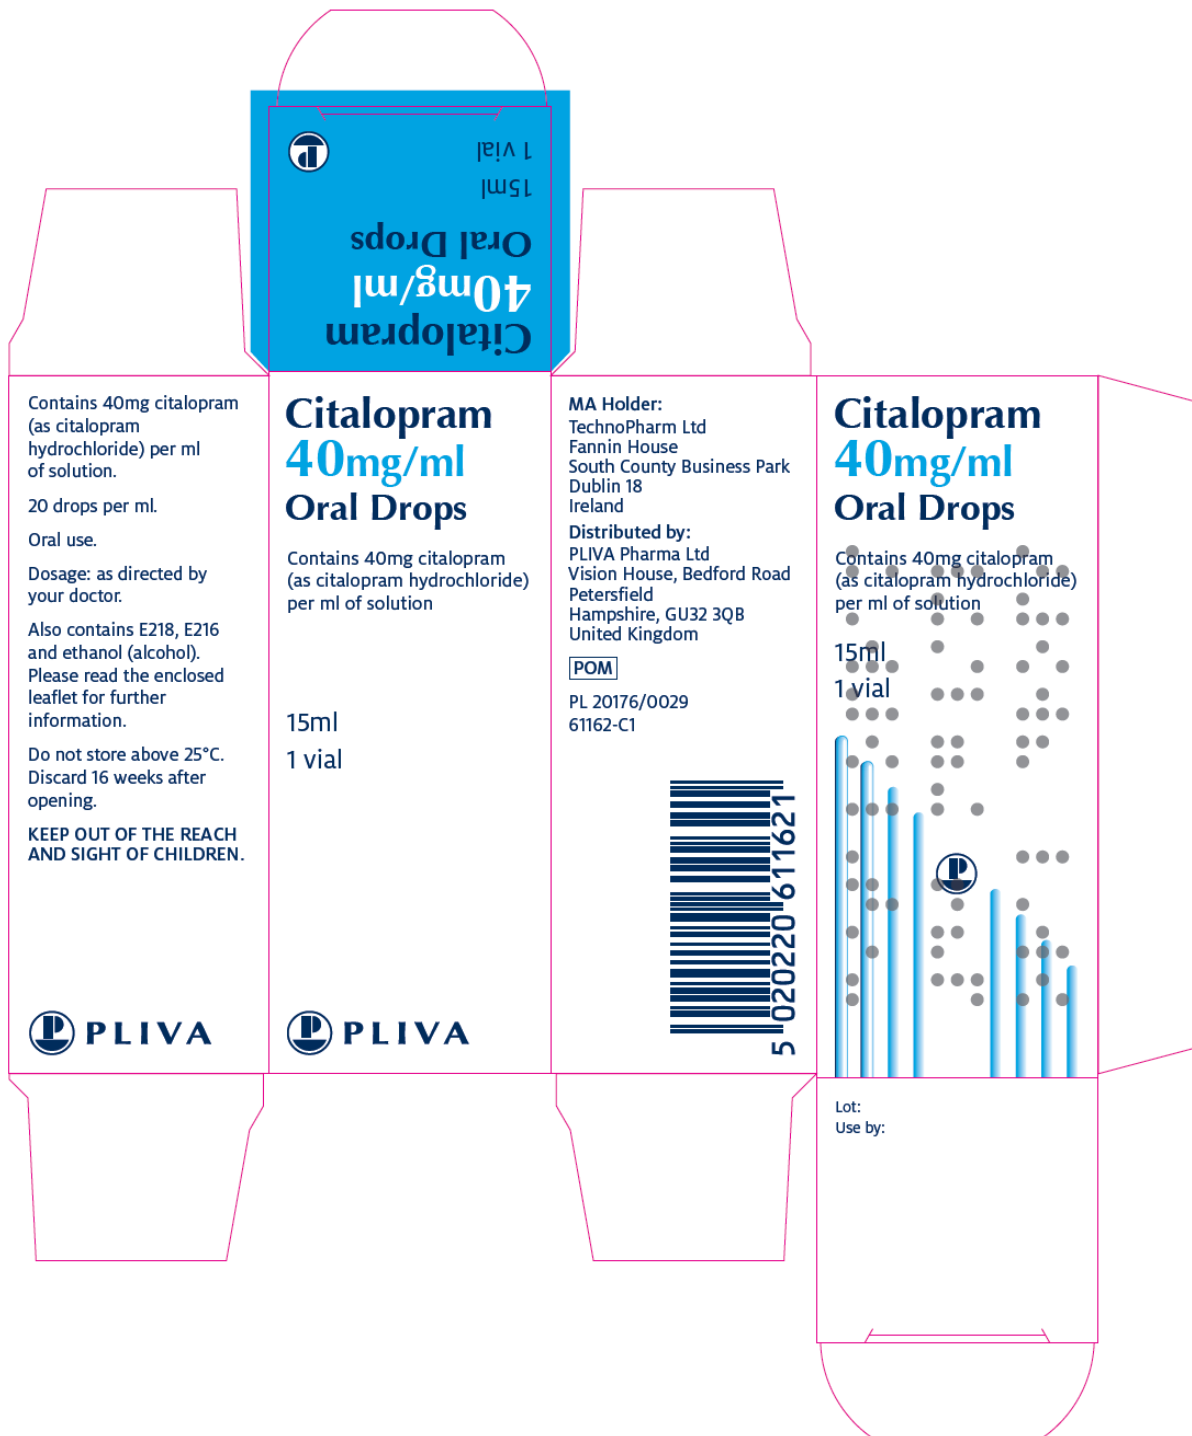 Citalopram
40mg/ml
Oral Drops
15ml
1 vial
Contains 40mg citalopram
(as citalopram
hydrochloride) per ml
of solution.
20 drops per ml.
Oral use.
Dosage: as directed by
your doctor.
Also contains E218, E216
and ethanol (alcohol).
Please read the enclosed
leaflet for further
information.
Do not store above 25°C.
Discard 16 weeks after
opening.
KEEP OUT OF THE REACH
AND SIGHT OF CHILDREN.
PLIVA
Citalopram
40mg/ml
Oral Drops
Contains 40mg citalopram
(as citalopram hydrochloride)
per ml of solution
15ml
1 vial
PLIVA
MA Holder:
TechnoPharm Ltd
Fannin House
South County Business Park
Dublin 18
Ireland
Distributed by:
PLIVA Pharma Ltd
Vision House, Bedford Road
Petersfield
Hampshire, GU32 3QB
United Kingdom
POM
PL 20176/0029
61162-C1
5 020220 611621
Citalopram
40mg/ml
Oral Drops
Contains 40mg citalopram
(as citalopram hydrochloride)
per ml of solution
15ml
1 vial
Lot:
Use by: